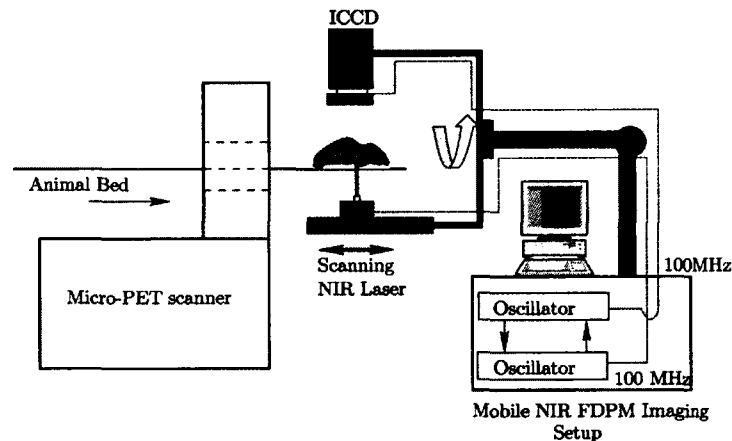 ICCD
Animal Bed
Scanning
NIR Laser
Micro-PET scanner
100MHz
Oscillator
Oscillator
100 MHz
Mobile NIR FDPM Imaging
Setup